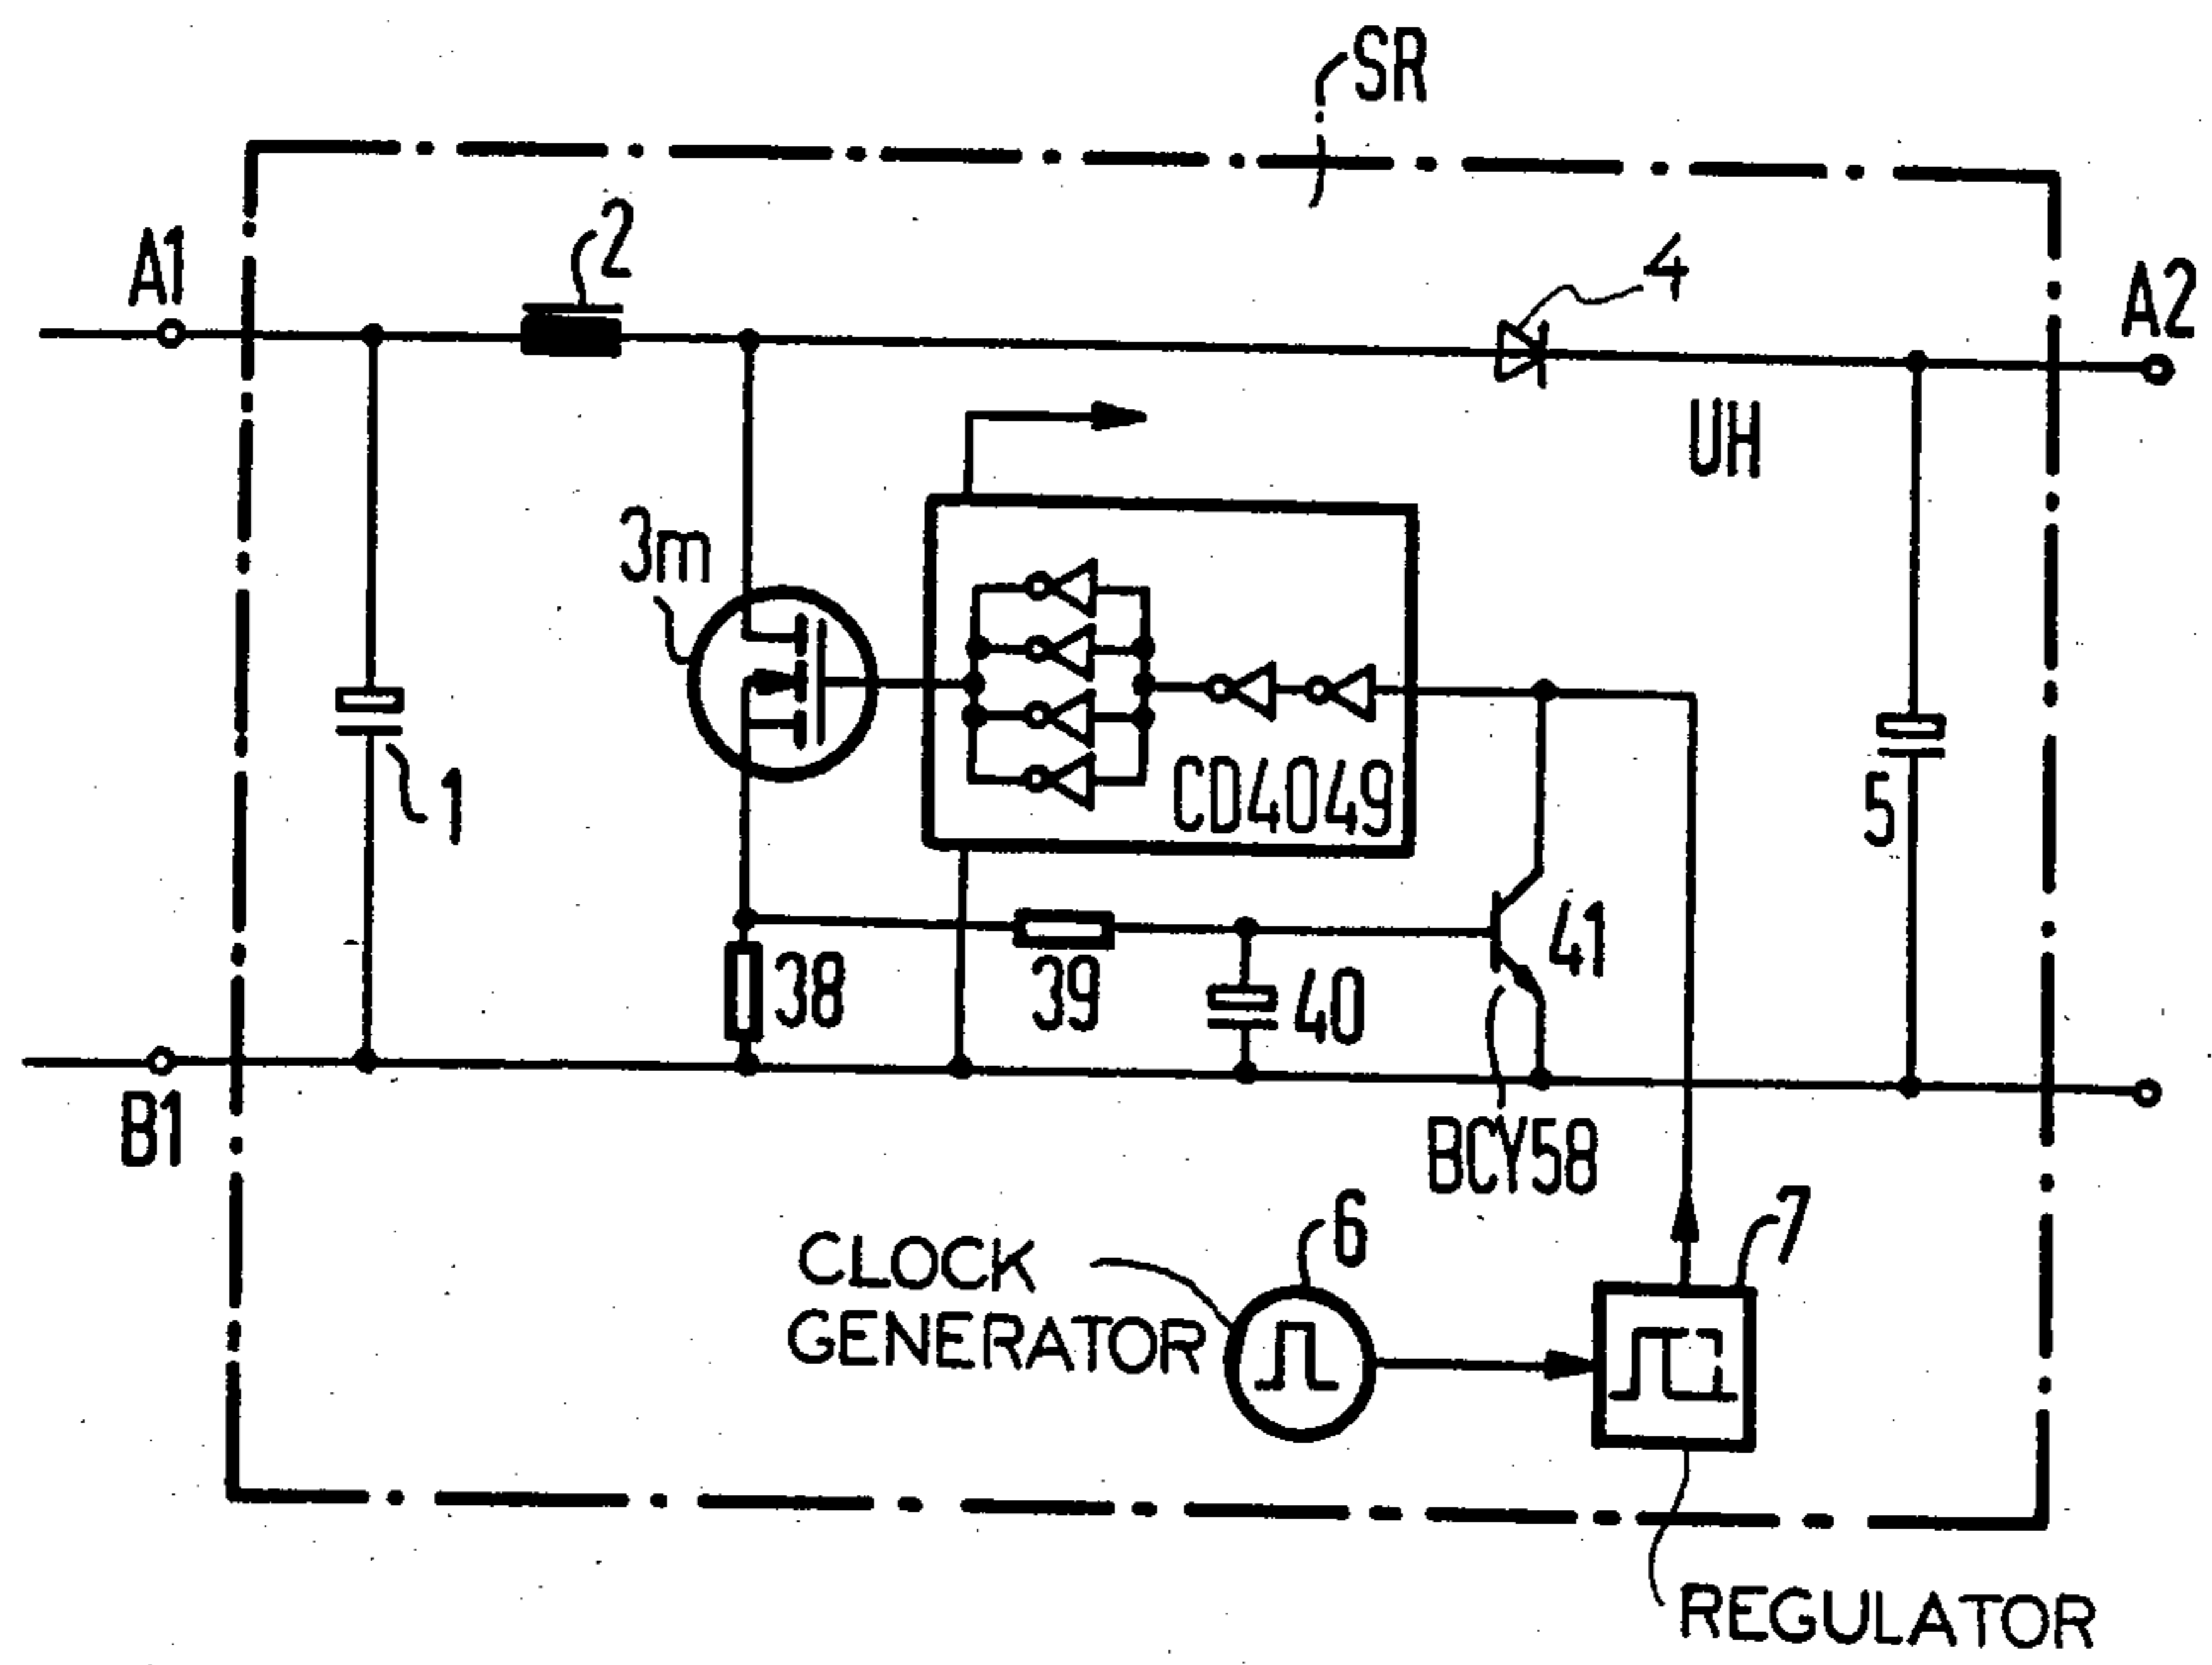 SR
2
4
A1
A2
UH
3m
CD4049
1
5
41
38
39
40
B1
BCY58
6
7
CLOCK
GENERATOR
REGULATOR